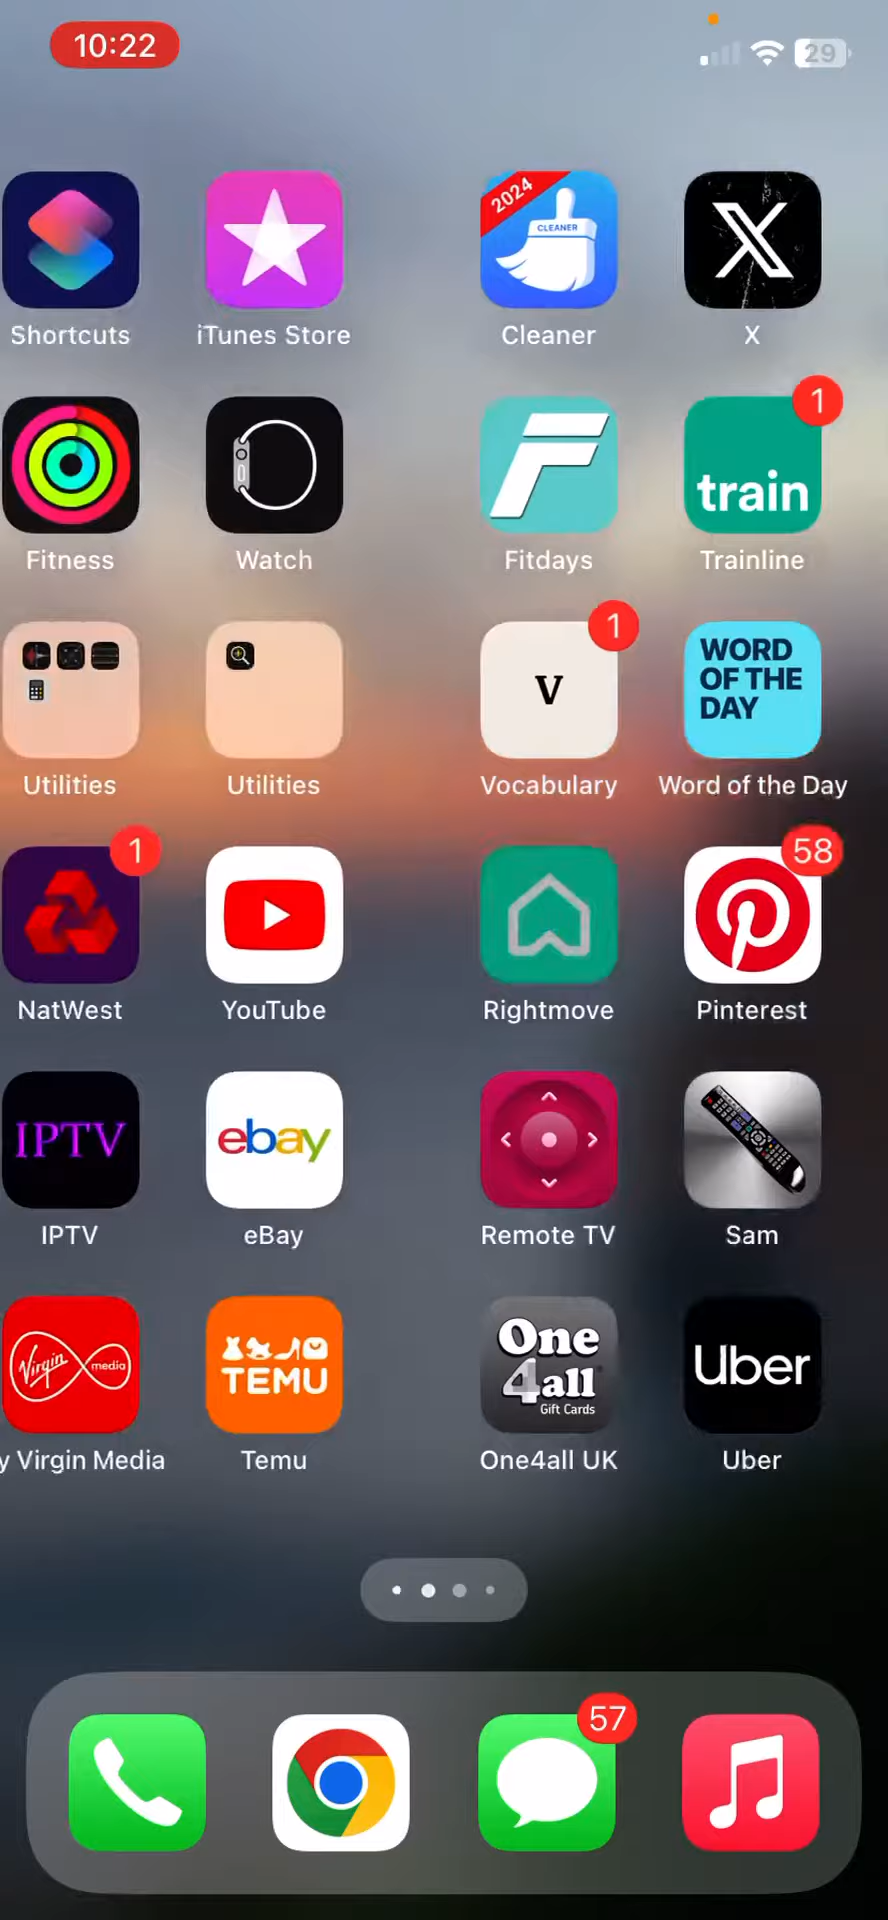 10:22
29
2024
CLEANER
Shortcuts
iTunes Store
Cleaner
X
1
train
Fitness
Watch
Fitdays
Trainline
1
V
WORD
OF THE
DAY
Utilities
Utilities
Vocabulary
Word of the Day
1
58
NatWest
YouTube
Rightmove
Pinterest
IPTV
ebay
IPTV
eBay
Remote TV
Sam
Virgin media
TEMU
One
4all
Gift Cards
Uber
y Virgin Media
Temu
One4all UK
Uber
57